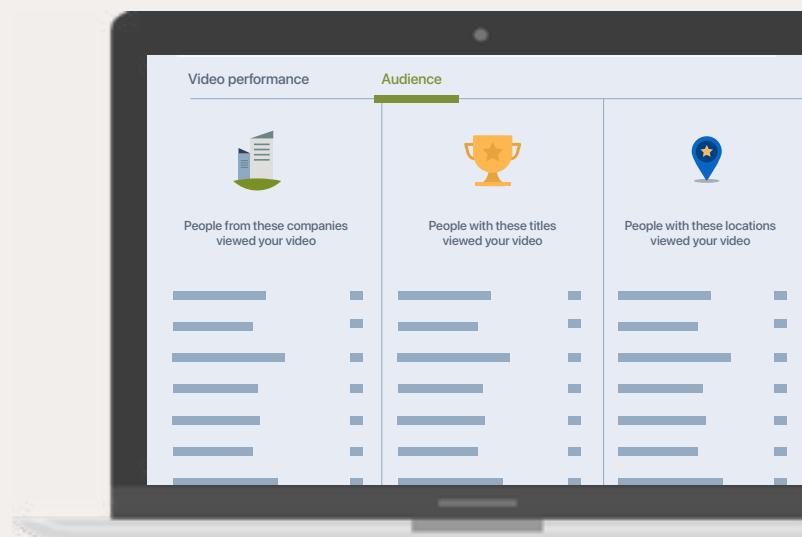 Video performance
Audience
People from these companies
viewed your video
People with these titles
viewed your video
People with these locations
viewed your video